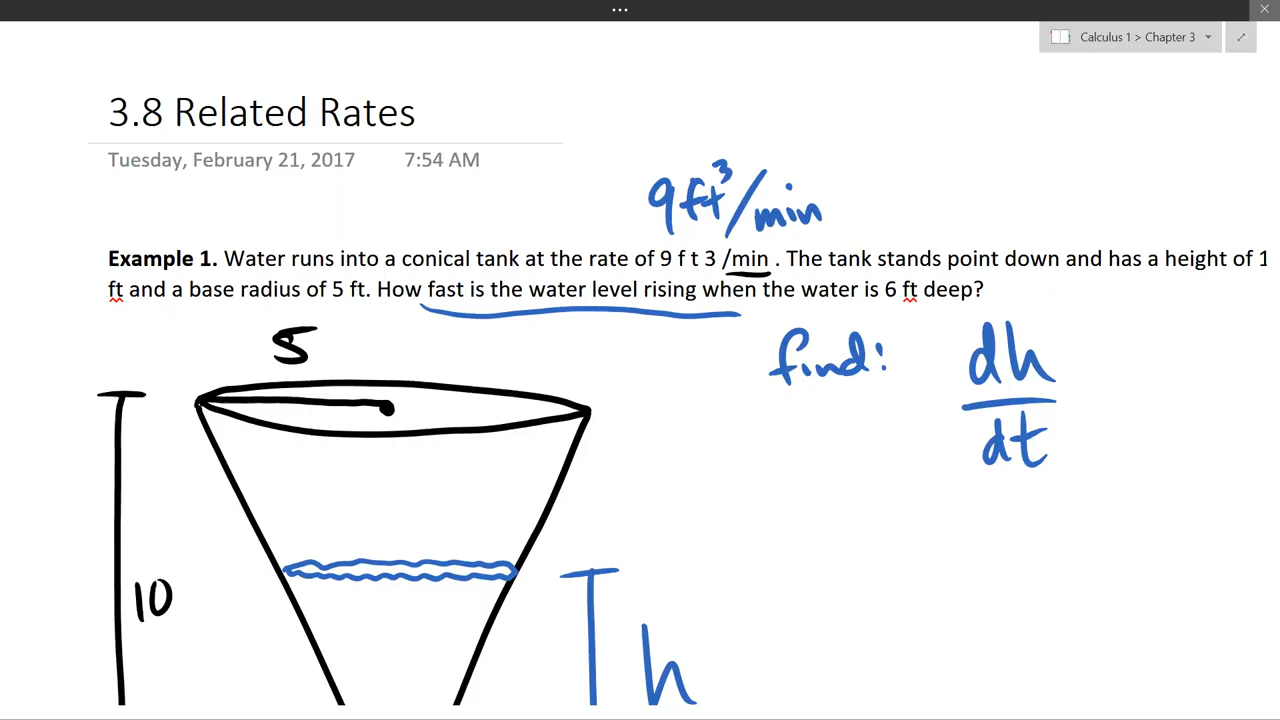 Calculus 1 > Chapter 3
3.8 Related Rates
Tuesday, February 21, 2017 7:54 AM
9ft³/min
Example 1. Water runs into a conical tank at the rate of 9 f t 3 /min . The tank stands point down and has a height of 1
ft and a base radius of 5 ft. How fast is the water level rising when the water is 6 ft deep?
5
find: dh
dt
10
h